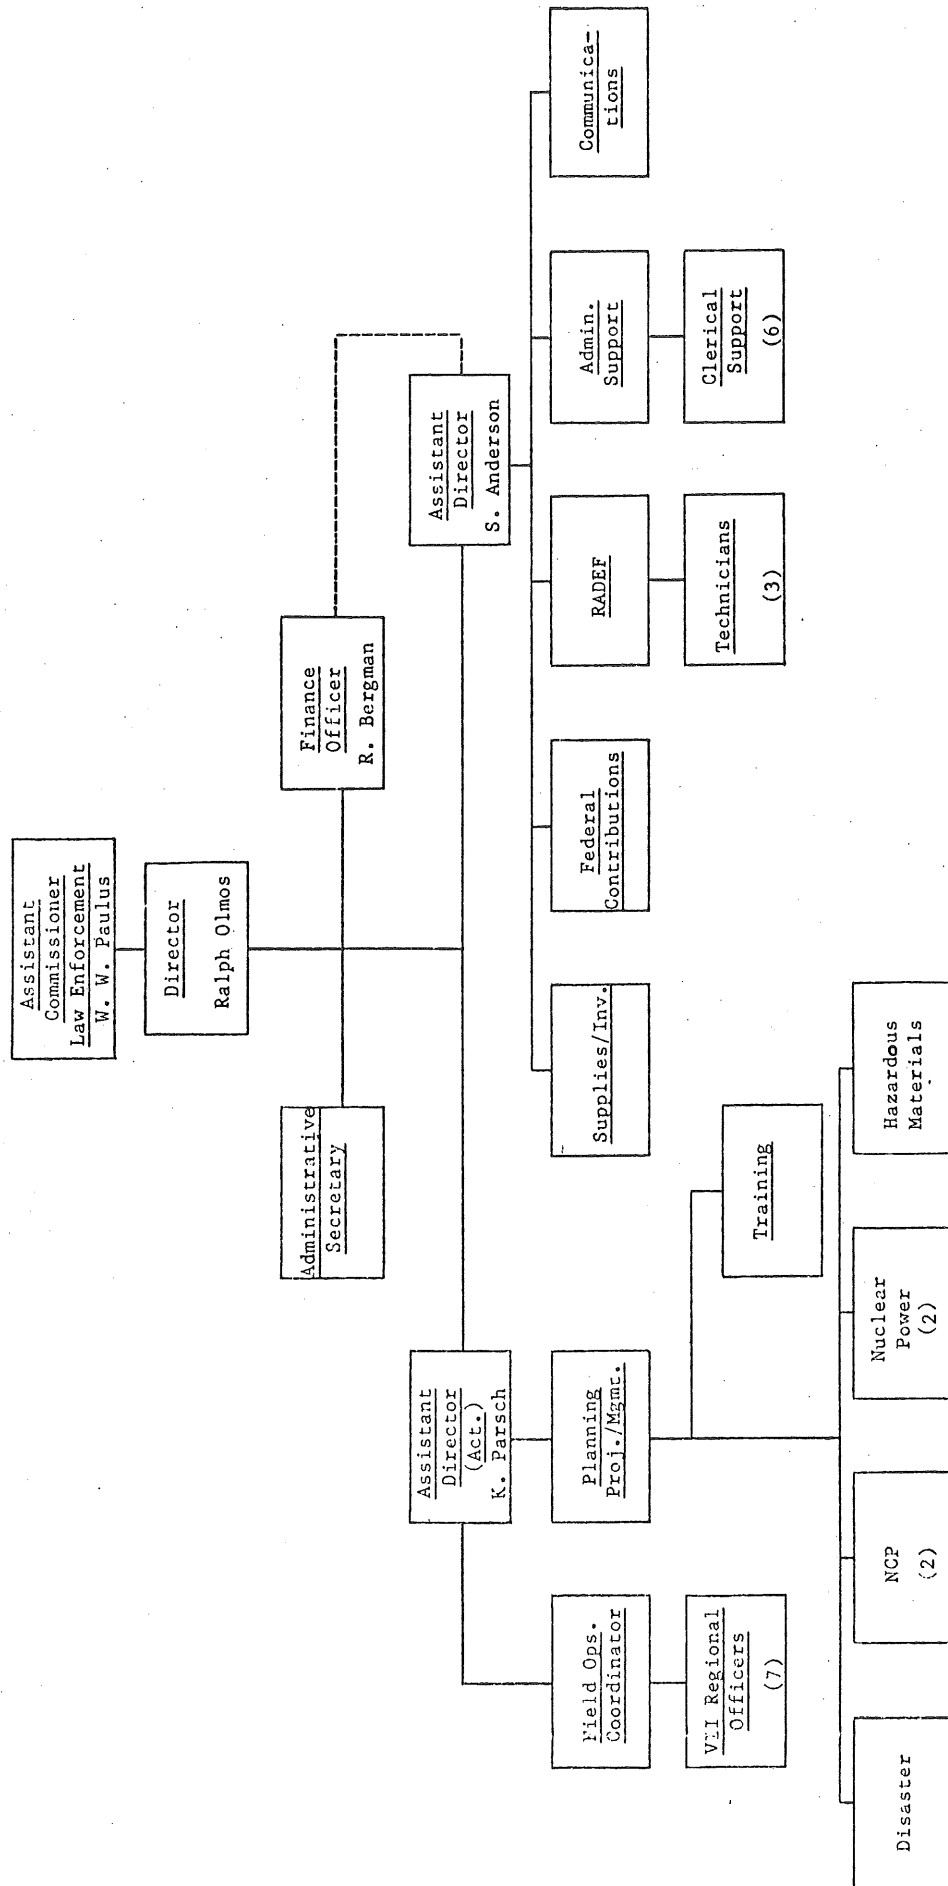 Assistant
Commissioner
Law Enforcement
W. W. Paulus
Director
Ralph Olmos
Administrative
Secretary
Finance
Officer
R. Bergman
Assistant
Director
(Act.)
K. Parsch
Assistant
Director
S. Anderson
Field Ops.
Coordinator
Planning
Proj./Mgmt.
Supplies/Inv.
Federal
Contributions
RADEF
Admin.
Support
Communica-
tions
VII Regional
Officers
(7)
Training
Technicians
(3)
Clerical
Support
(6)
Disaster
NCP
(2)
Nuclear
Power
(2)
Hazardous
Materials